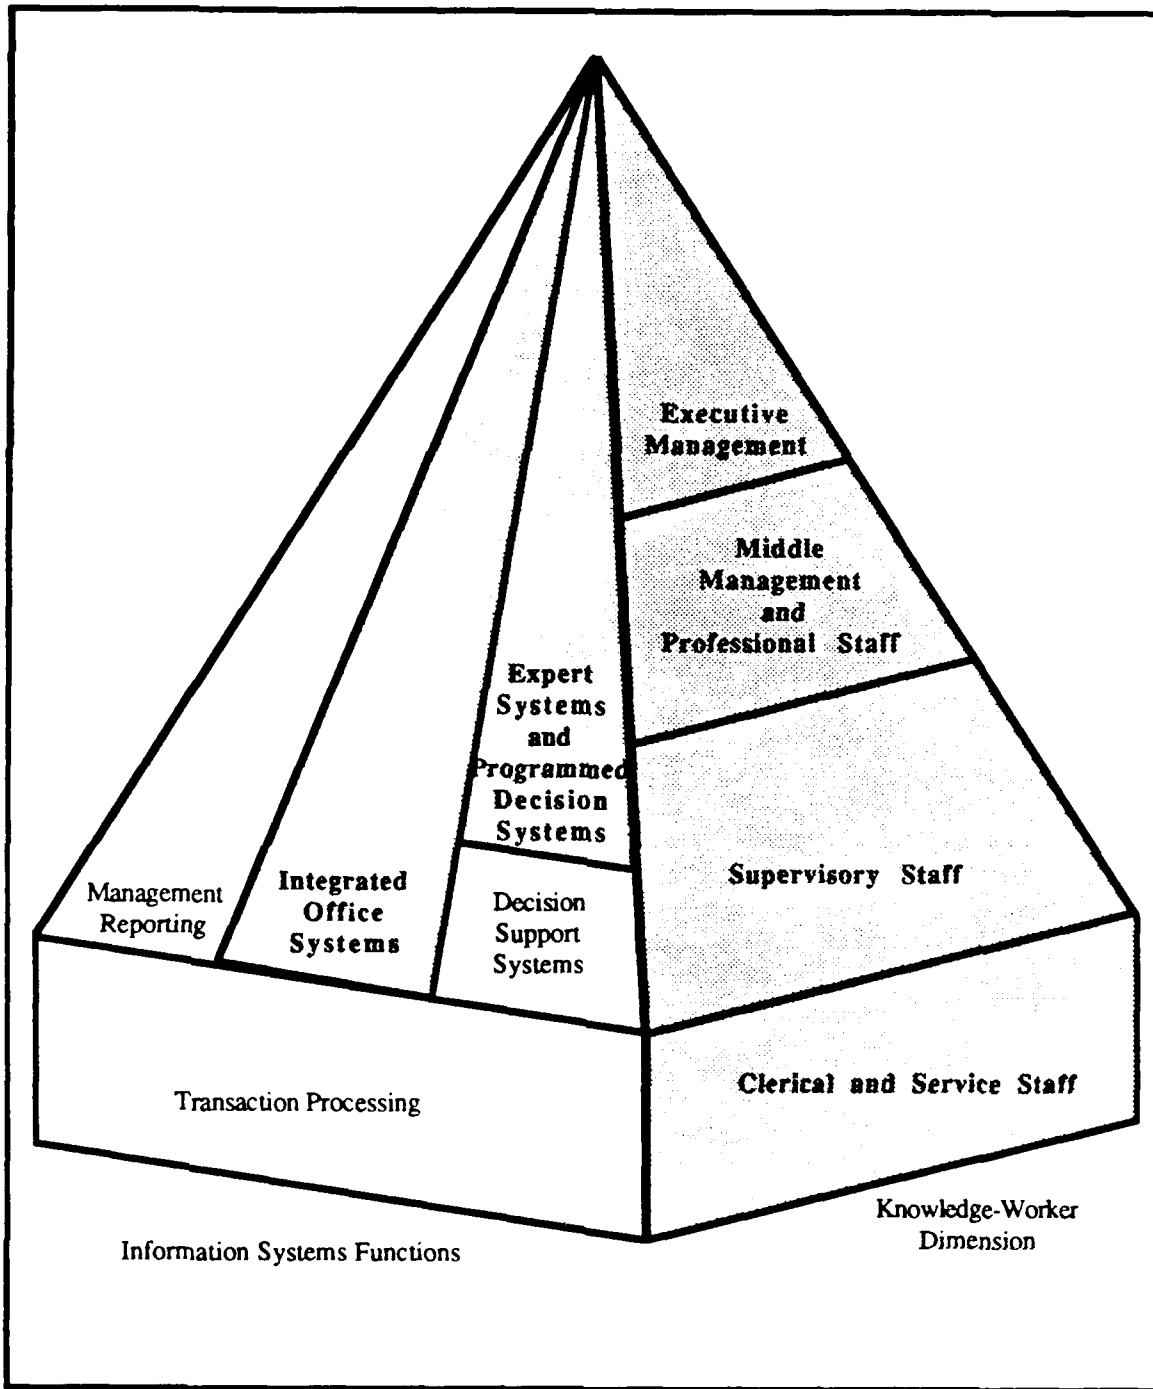 Executive
Management
Middle
Management
and
Professional Staff
Expert
Systems
and
Programmed
Decision
Systems
Supervisory Staff
Management
Reporting
Integrated
Office
Systems
Decision
Support
Systems
Transaction Processing
Clerical and Service Staff
Information Systems Functions
Knowledge-Worker
Dimension